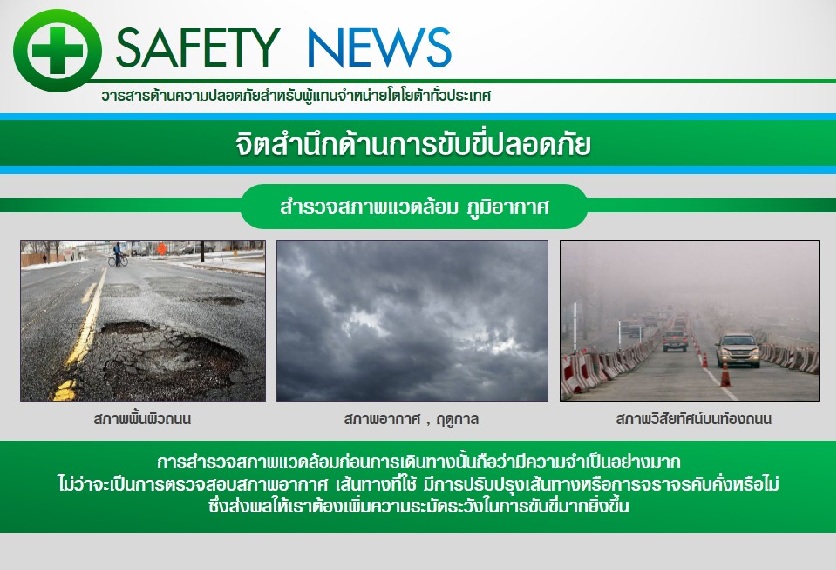 SAFETY NEWS
วารสารด้านความปลอดภัยสำหรับผู้แทนจำหน่ายโตโยต้าทั่วประเทศ
จิตสำนึกด้านการขับขี่ปลอดภัย
สำรวจสภาพแวดล้อม ภูมิอากาศ
สภาพพื้นผิวถนน
สภาพอากาศ , ฤดูกาล
สภาพวิสัยทัศน์บนท้องถนน
การสำรวจสภาพแวดล้อมก่อนการเดินทางนั้นถือว่ามีความจำเป็นอย่างมาก
ไม่ว่าจะเป็นการตรวจสอบสภาพอากาศ เส้นทางที่ใช้ มีการปรับปรุงเส้นทางหรือการจราจรคับคั่งหรือไม่
ซึ่งส่งผลให้เราต้องเพิ่มความระมัดระวังในการขับขี่มากยิ่งขึ้น